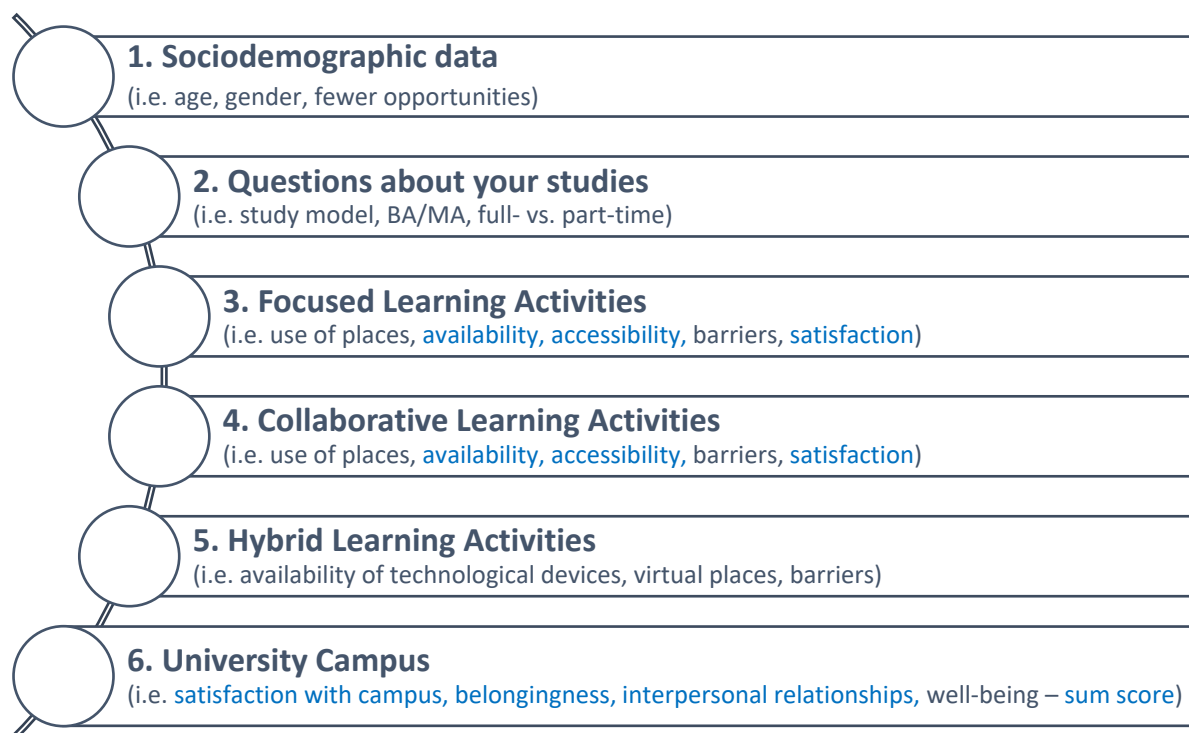 1. Sociodemographic data
(i.e. age, gender, fewer opportunities)
2. Questions about your studies
(i.e. study model, BA/MA, full- vs. part-time)
3. Focused Learning Activities
(i.e. use of places, availability, accessibility, barriers, satisfaction)
4. Collaborative Learning Activities
(i.e. use of places, availability, accessibility, barriers, satisfaction)
5. Hybrid Learning Activities
(i.e. availability of technological devices, virtual places, barriers)
6. University Campus
(i.e. satisfaction with campus, belongingness, interpersonal relationships, well-being – sum score)